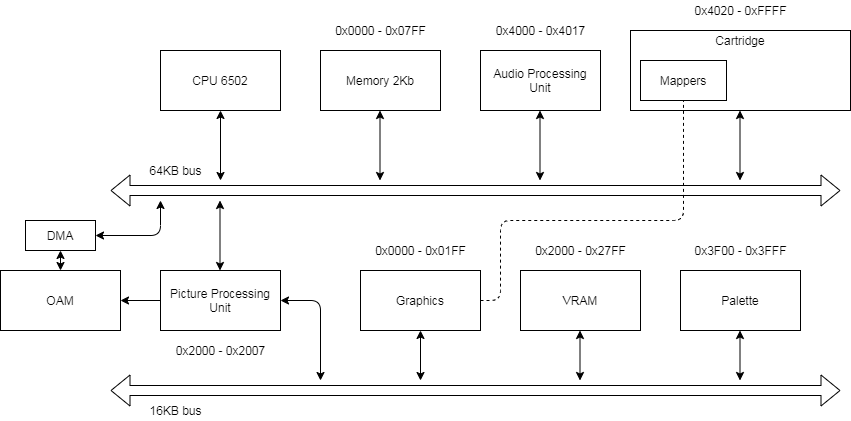 0x4020 - 0xFFFF
0x0000 - 0x07FF
0x4000 - 0x4017
Cartridge
CPU 6502
Memory 2Kb
Audio Processing
Unit
Mappers
64KB bus
DMA
0x0000 - 0x01FF
0x2000 - 0x27FF
0x3F00 - 0x3FFF
OAM
Picture Processing
Unit
Graphics
VRAM
Palette
0x2000 - 0x2007
16KB bus